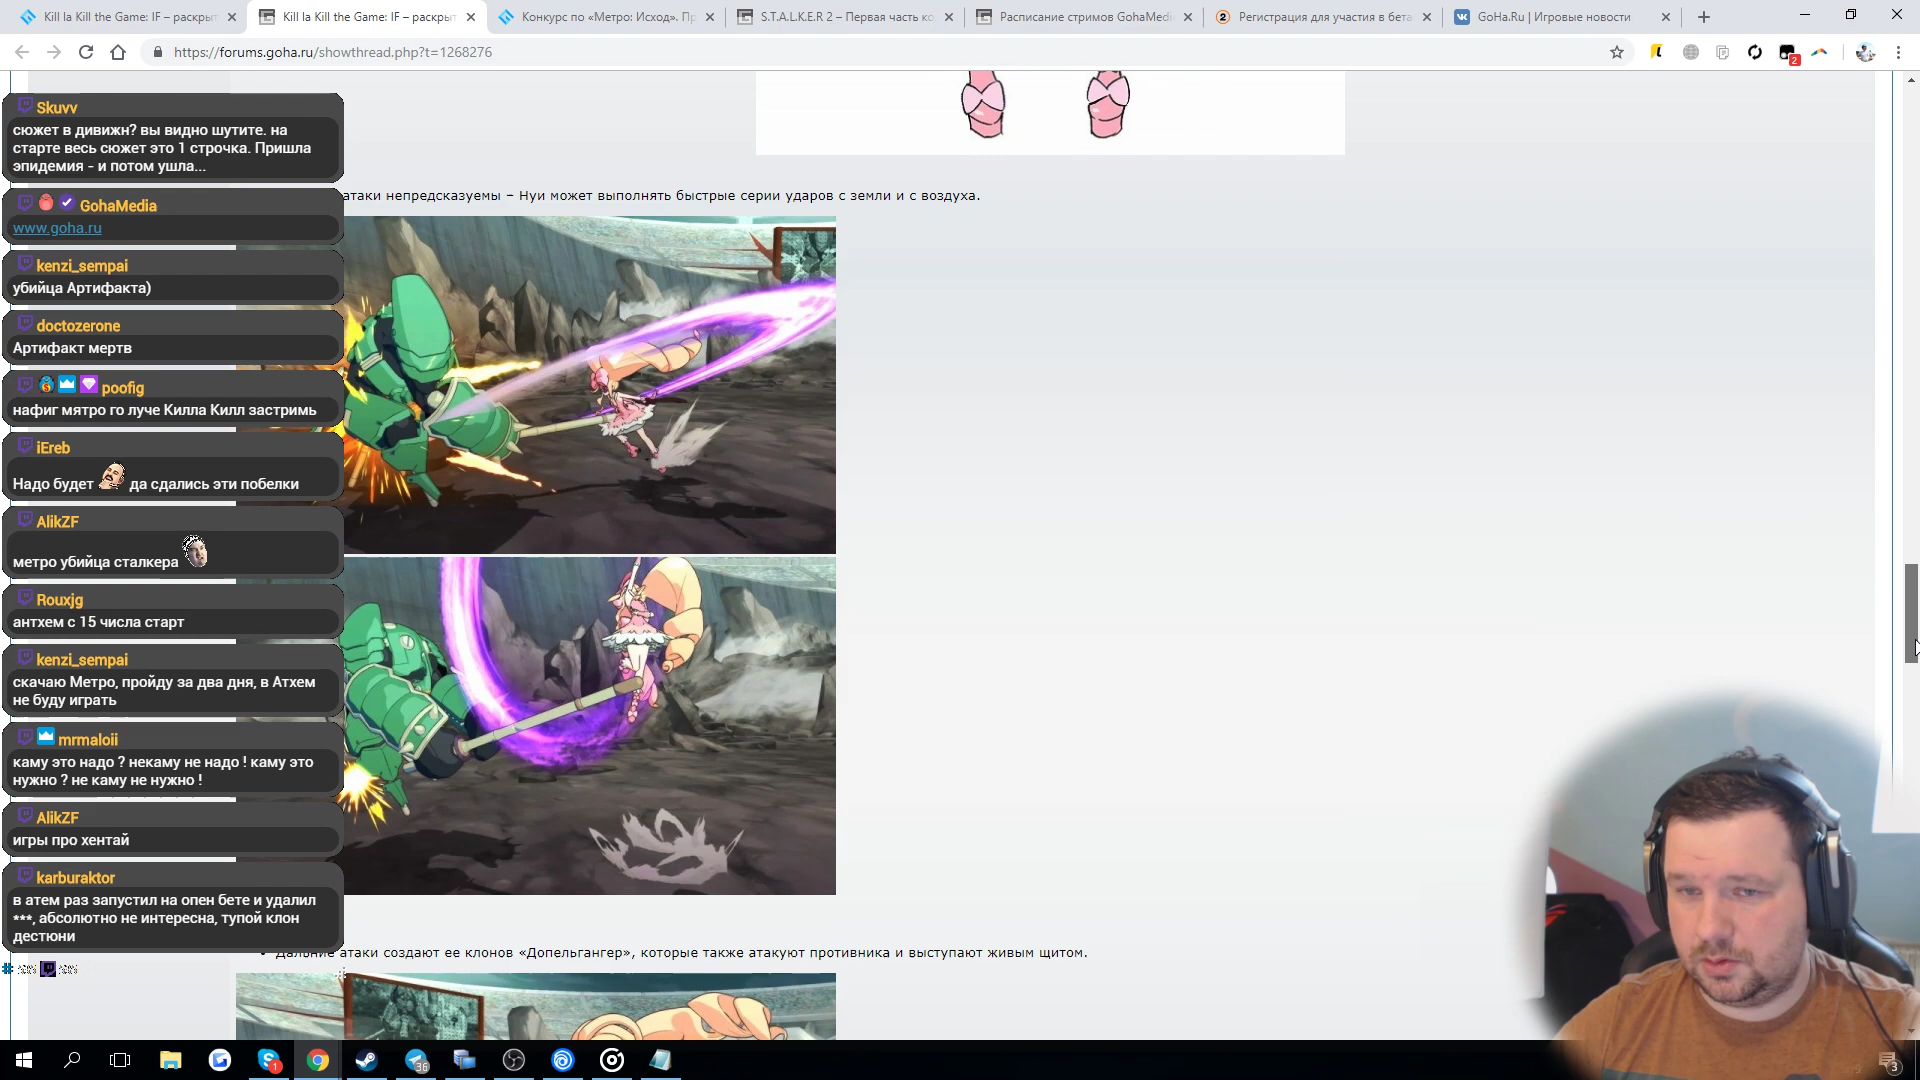 Kill la Kill the Game: IF – раскрыт
Kill la Kill the Game: IF – раскрыт
Конкурс по «Метро: Исход». Пр
S.T.A.L.K.E.R 2 – Первая часть ко
Расписание стримов GohaMedi
Регистрация для участия в бета
GoHa.Ru | Игровые новости
https://forums.goha.ru/showthread.php?t=1268276
2
Skuvv
сюжет в дивижн? вы видно шутите. на
старте весь сюжет это 1 строчка. Пришла
эпидемия - и потом ушла...
GohaMedia
www.goha.ru
kenzi_sempai
убийца Артифакта)
doctozerone
Артифакт мертв
poofig
нафиг мятро го луче Килла Килл застримь
iEreb
Надо будет да сдались эти побелки
AlikZF
метро убийца сталкера
Rouxjg
антхем с 15 числа старт
kenzi_sempai
скачаю Метро, пройду за два дня, в Атхем
не буду играть
mrmaloii
каму это надо ? некаму не надо ! каму это
нужно ? не каму не нужно !
AlikZF
игры про хентай
karburaktor
в атем раз запустил на опен бете и удалил
***, абсолютно не интересна, тупой клон
дестюни
атаки непредсказуемы – Нуи может выполнять быстрые серии ударов с земли и с воздуха.
• Дальние атаки создают ее клонов «Допельгангер», которые также атакуют противника и выступают живым щитом.
1
36
3